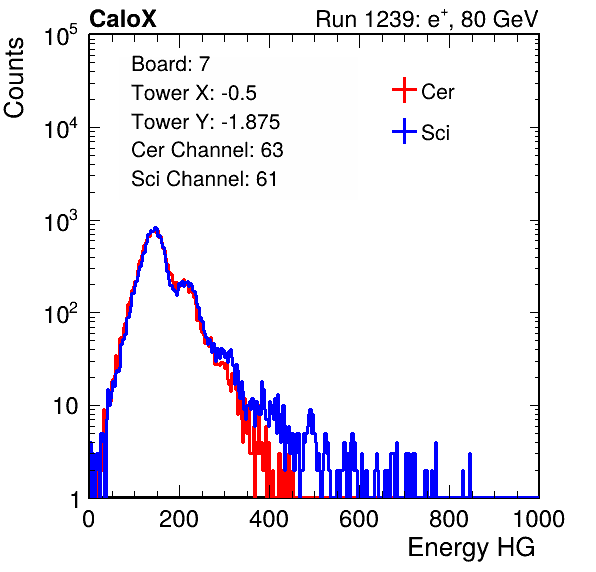 CaloX Run 1239: e⁺, 80 GeV
Counts
10⁵
10⁴
10³
10²
10
1
Board: 7
Tower X: -0.5
Tower Y: -1.875
Cer Channel: 63
Sci Channel: 61
Cer
Sci
0 200 400 600 800 1000
Energy HG